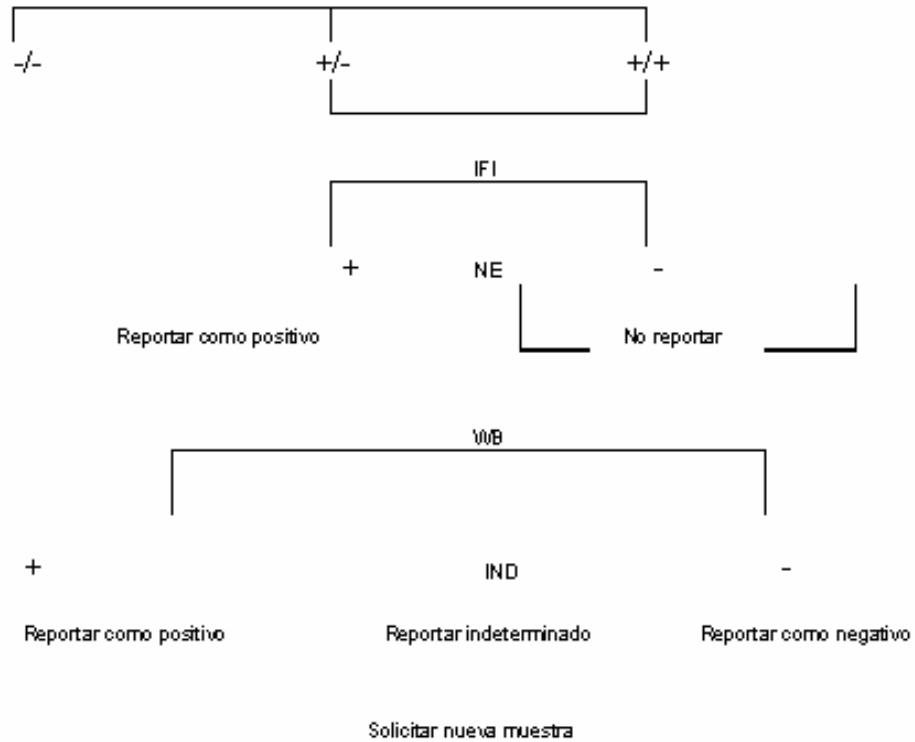 -/- +/- +/+
IFI
+ NE -
Reportar como positivo No reportar
WB
+ IND -
Reportar como positivo Reportar indeterminado Reportar como negativo
Solicitar nueva muestra